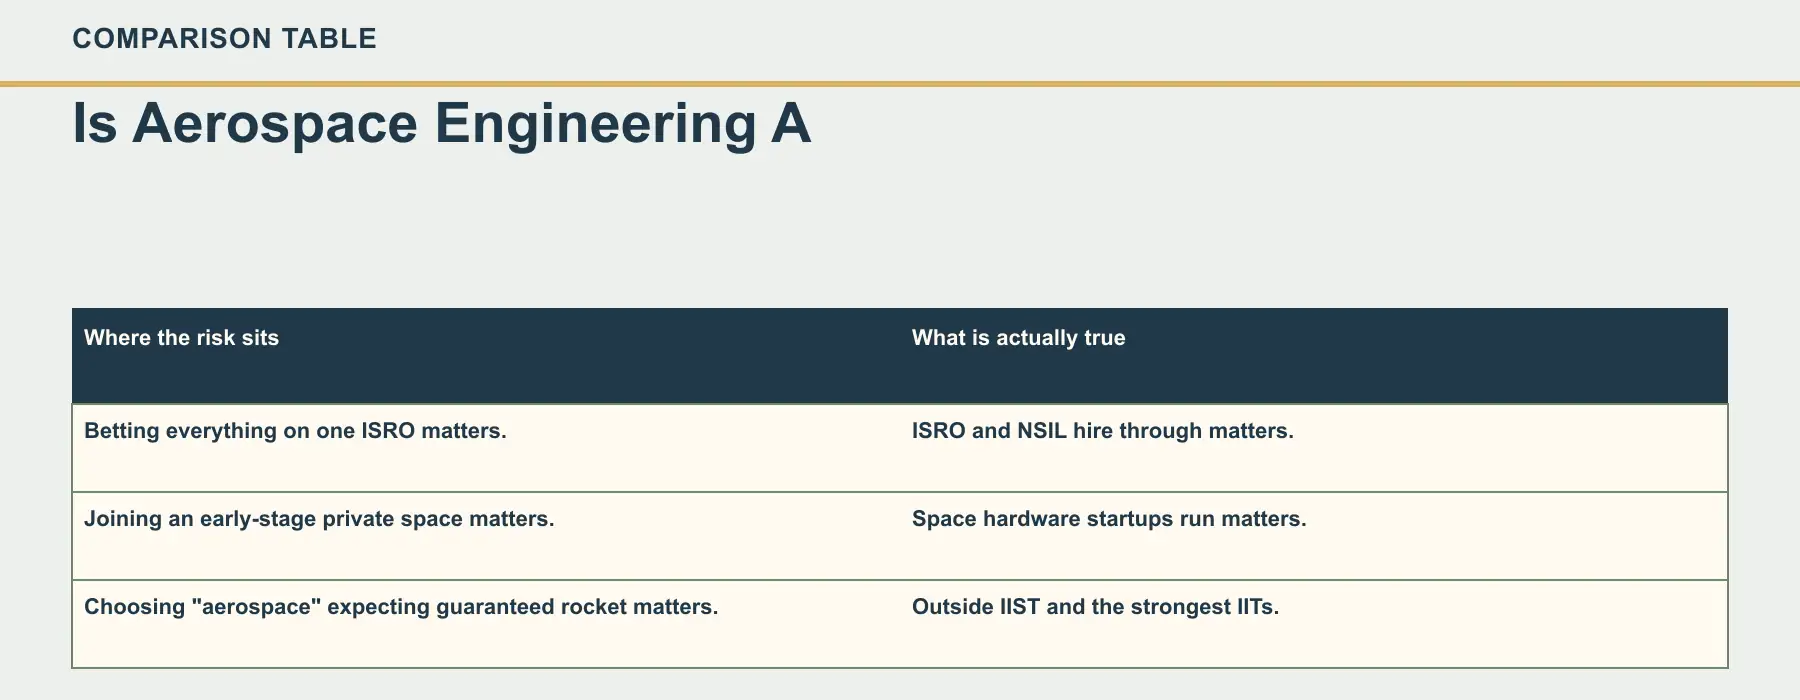 COMPARISON TABLE
Is Aerospace Engineering A
Where the risk sits
What is actually true
Betting everything on one ISRO matters.
ISRO and NSIL hire through matters.
Joining an early-stage private space matters.
Space hardware startups run matters.
Choosing "aerospace" expecting guaranteed rocket matters.
Outside IIST and the strongest IITs.